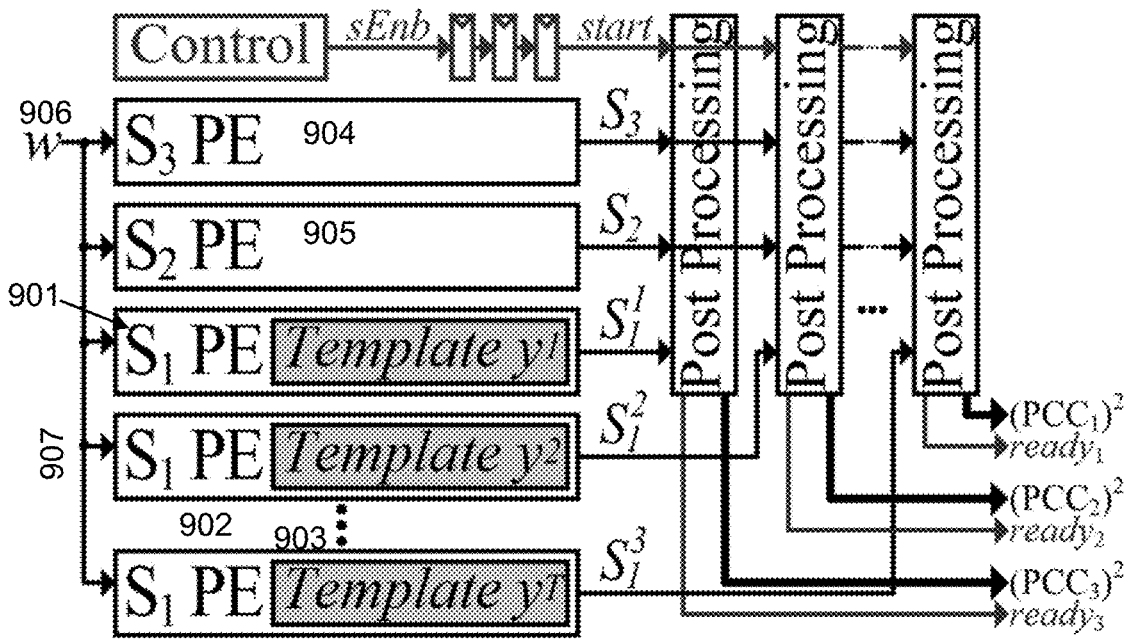 Control sEnb start
906
w
S3 PE 904 S3
S2 PE 905 S2
901
S1 PE Template y1 S11
907
S1 PE Template y2 S12
902
903
S1 PE Template yT S13
Post Processing
Post Processing
Post Processing
...
(PCC1)2
ready1
(PCC2)2
ready2
(PCC3)2
ready3